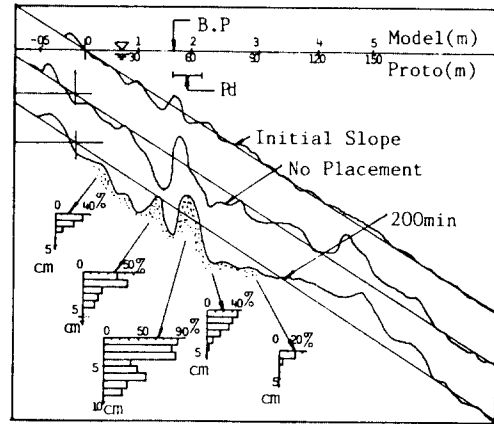 B.P
Model(m)
-05 0 1 2 3 4 5
30 60 90 120 150
Proto(m)
Pd
Initial Slope
No Placement
200min
0 40%
5
cm
0 50%
5
cm
0 50 90%
5
10
cm
0 40%
5
cm
0 20%
5
cm